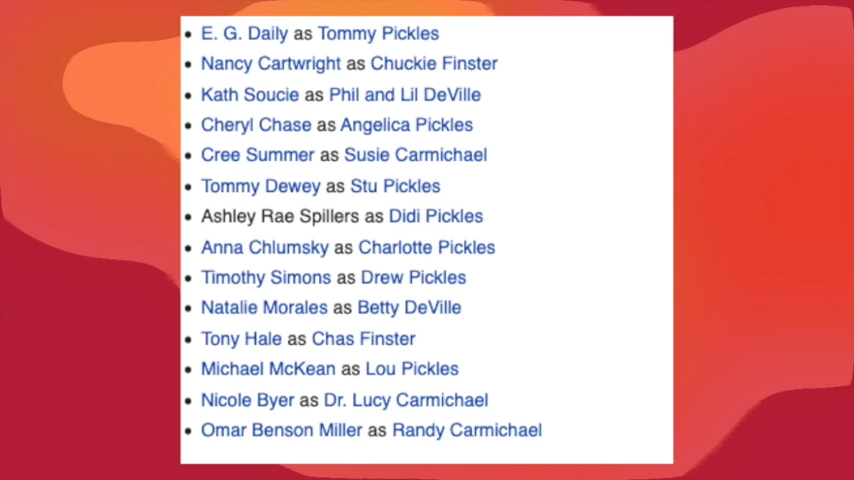 • E. G. Daily as Tommy Pickles
• Nancy Cartwright as Chuckie Finster
• Kath Soucie as Phil and Lil DeVille
• Cheryl Chase as Angelica Pickles
• Cree Summer as Susie Carmichael
• Tommy Dewey as Stu Pickles
• Ashley Rae Spillers as Didi Pickles
• Anna Chlumsky as Charlotte Pickles
• Timothy Simons as Drew Pickles
• Natalie Morales as Betty DeVille
• Tony Hale as Chas Finster
• Michael McKean as Lou Pickles
• Nicole Byer as Dr. Lucy Carmichael
• Omar Benson Miller as Randy Carmichael